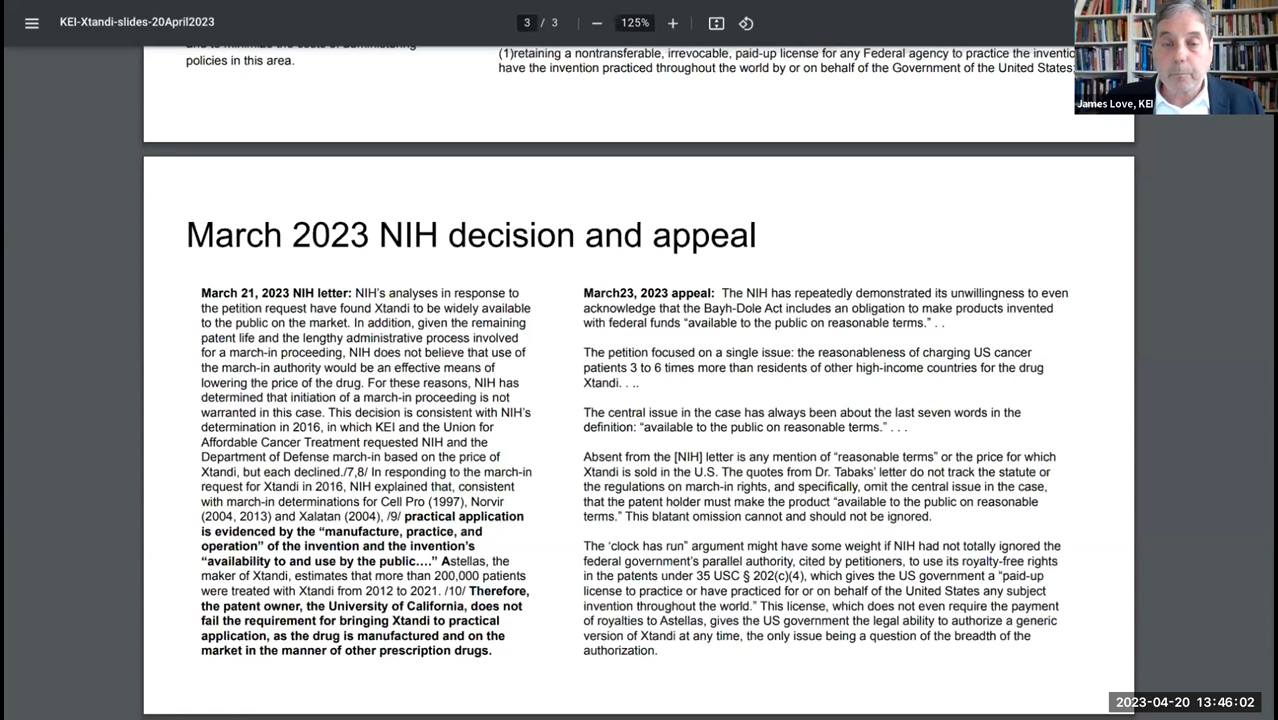 KEI-Xtandi-slides-20April2023
3 / 3
125%
policies in this area.
(1)retaining a nontransferable, irrevocable, paid-up license for any Federal agency to practice the
have the invention practiced throughout the world by or on behalf of the Government of the United States
James Love, KEI
March 2023 NIH decision and appeal
March 21, 2023 NIH letter: NIH's analyses in response to
the petition request have found Xtandi to be widely available
to the public on the market. In addition, given the remaining
patent life and the lengthy administrative process involved
for a march-in proceeding, NIH does not believe that use of
the march-in authority would be an effective means of
lowering the price of the drug. For these reasons, NIH has
determined that initiation of a march-in proceeding is not
warranted in this case. This decision is consistent with NIH's
determination in 2016, in which KEI and the Union for
Affordable Cancer Treatment requested NIH and the
Department of Defense march-in based on the price of
Xtandi, but each declined./7,8/ In responding to the march-in
request for Xtandi in 2016, NIH explained that, consistent
with march-in determinations for Cell Pro (1997), Norvir
(2004, 2013) and Xalatan (2004), /9/ practical application
is evidenced by the “manufacture, practice, and
operation” of the invention and the invention's
“availability to and use by the public….” Astellas, the
maker of Xtandi, estimates that more than 200,000 patients
were treated with Xtandi from 2012 to 2021. /10/ Therefore,
the patent owner, the University of California, does not
fail the requirement for bringing Xtandi to practical
application, as the drug is manufactured and on the
market in the manner of other prescription drugs.
March23, 2023 appeal: The NIH has repeatedly demonstrated its unwillingness to even
acknowledge that the Bayh-Dole Act includes an obligation to make products invented
with federal funds “available to the public on reasonable terms.” . .
The petition focused on a single issue: the reasonableness of charging US cancer
patients 3 to 6 times more than residents of other high-income countries for the drug
Xtandi. . ..
The central issue in the case has always been about the last seven words in the
definition: “available to the public on reasonable terms.” . . .
Absent from the [NIH] letter is any mention of “reasonable terms” or the price for which
Xtandi is sold in the U.S. The quotes from Dr. Tabaks' letter do not track the statute or
the regulations on march-in rights, and specifically, omit the central issue in the case,
that the patent holder must make the product “available to the public on reasonable
terms.” This blatant omission cannot and should not be ignored.
The 'clock has run” argument might have some weight if NIH had not totally ignored the
federal government's parallel authority, cited by petitioners, to use its royalty-free rights
in the patents under 35 USC § 202(c)(4), which gives the US government a “paid-up
license to practice or have practiced for or on behalf of the United States any subject
invention throughout the world.” This license, which does not even require the payment
of royalties to Astellas, gives the US government the legal ability to authorize a generic
version of Xtandi at any time, the only issue being a question of the breadth of the
authorization.
2023-04-20 13:46:02